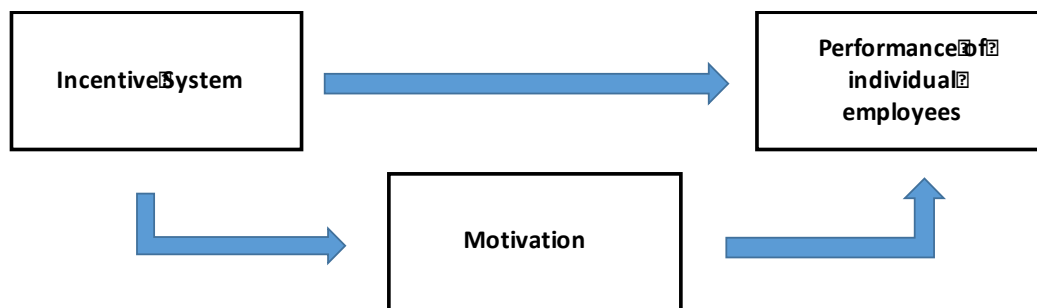 Incentive⍰System
Performance⍰of⍰
individual⍰
employees
Motivation